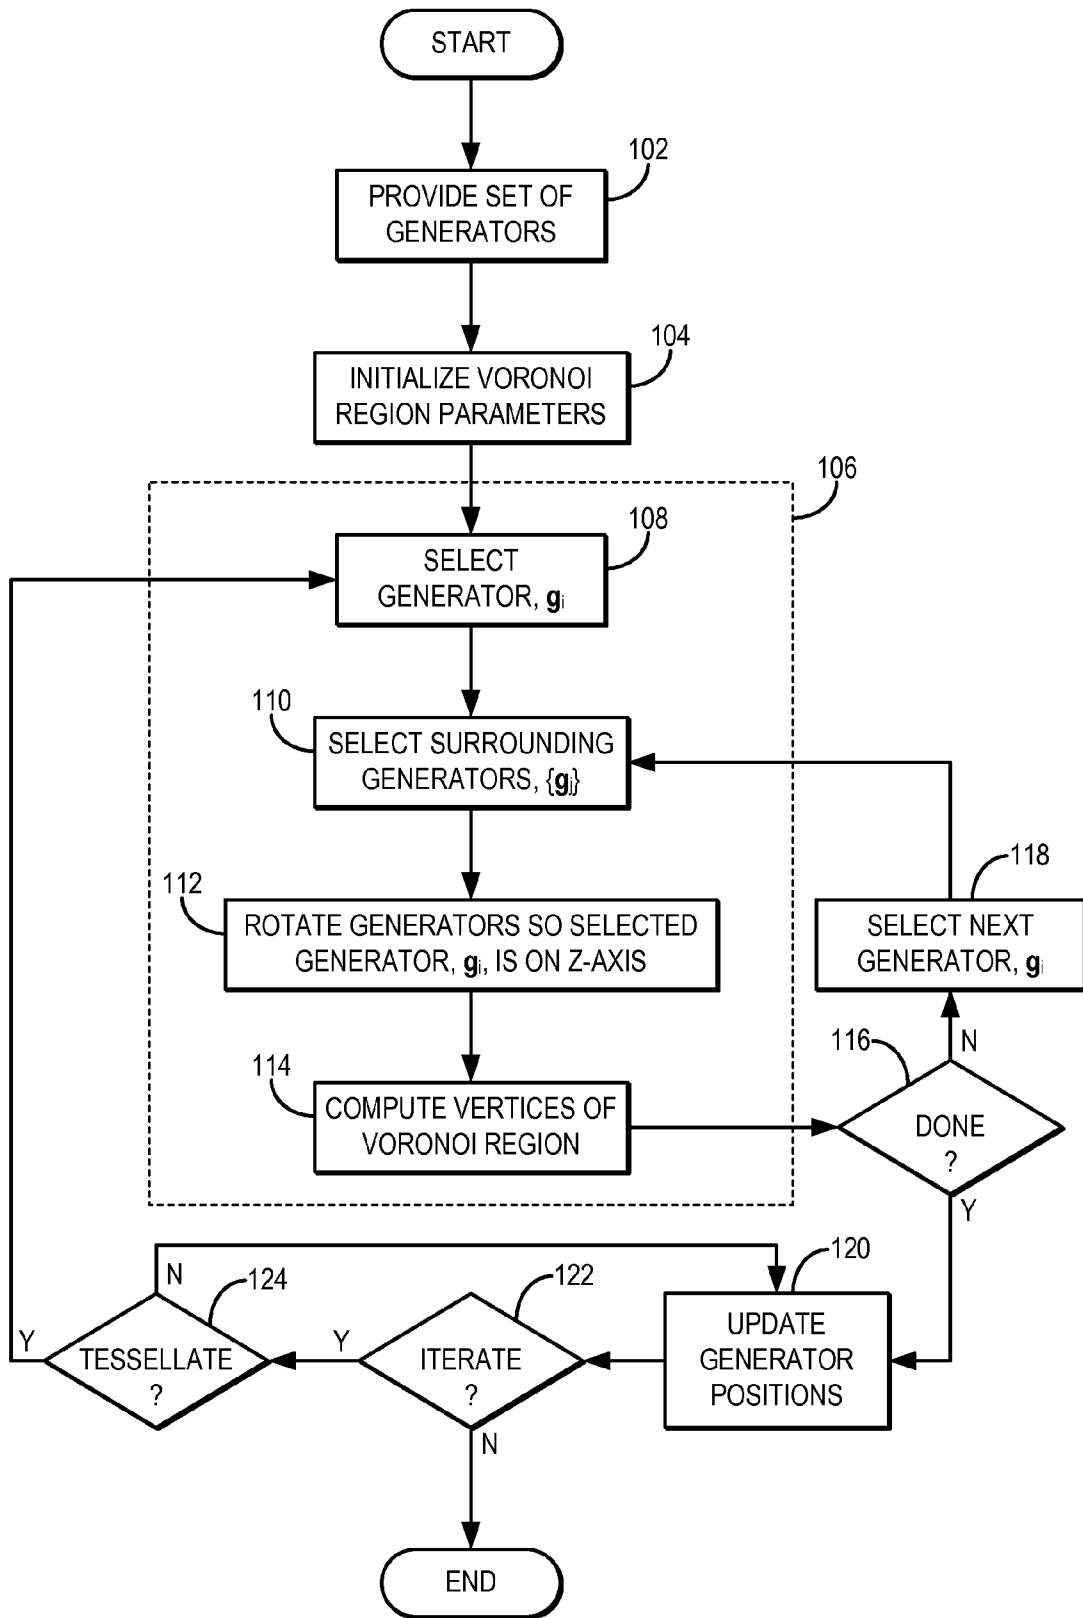 START
102
PROVIDE SET OF
GENERATORS
104
INITIALIZE VORONOI
REGION PARAMETERS
106
108
SELECT
GENERATOR, gi
110
SELECT SURROUNDING
GENERATORS, {gj}
112
ROTATE GENERATORS SO SELECTED
GENERATOR, gi, IS ON Z-AXIS
118
SELECT NEXT
GENERATOR, gi
114
COMPUTE VERTICES OF
VORONOI REGION
116
N
DONE
?
Y
120
UPDATE
GENERATOR
POSITIONS
122
Y
ITERATE
?
N
124
N
Y
TESSELLATE
?
END